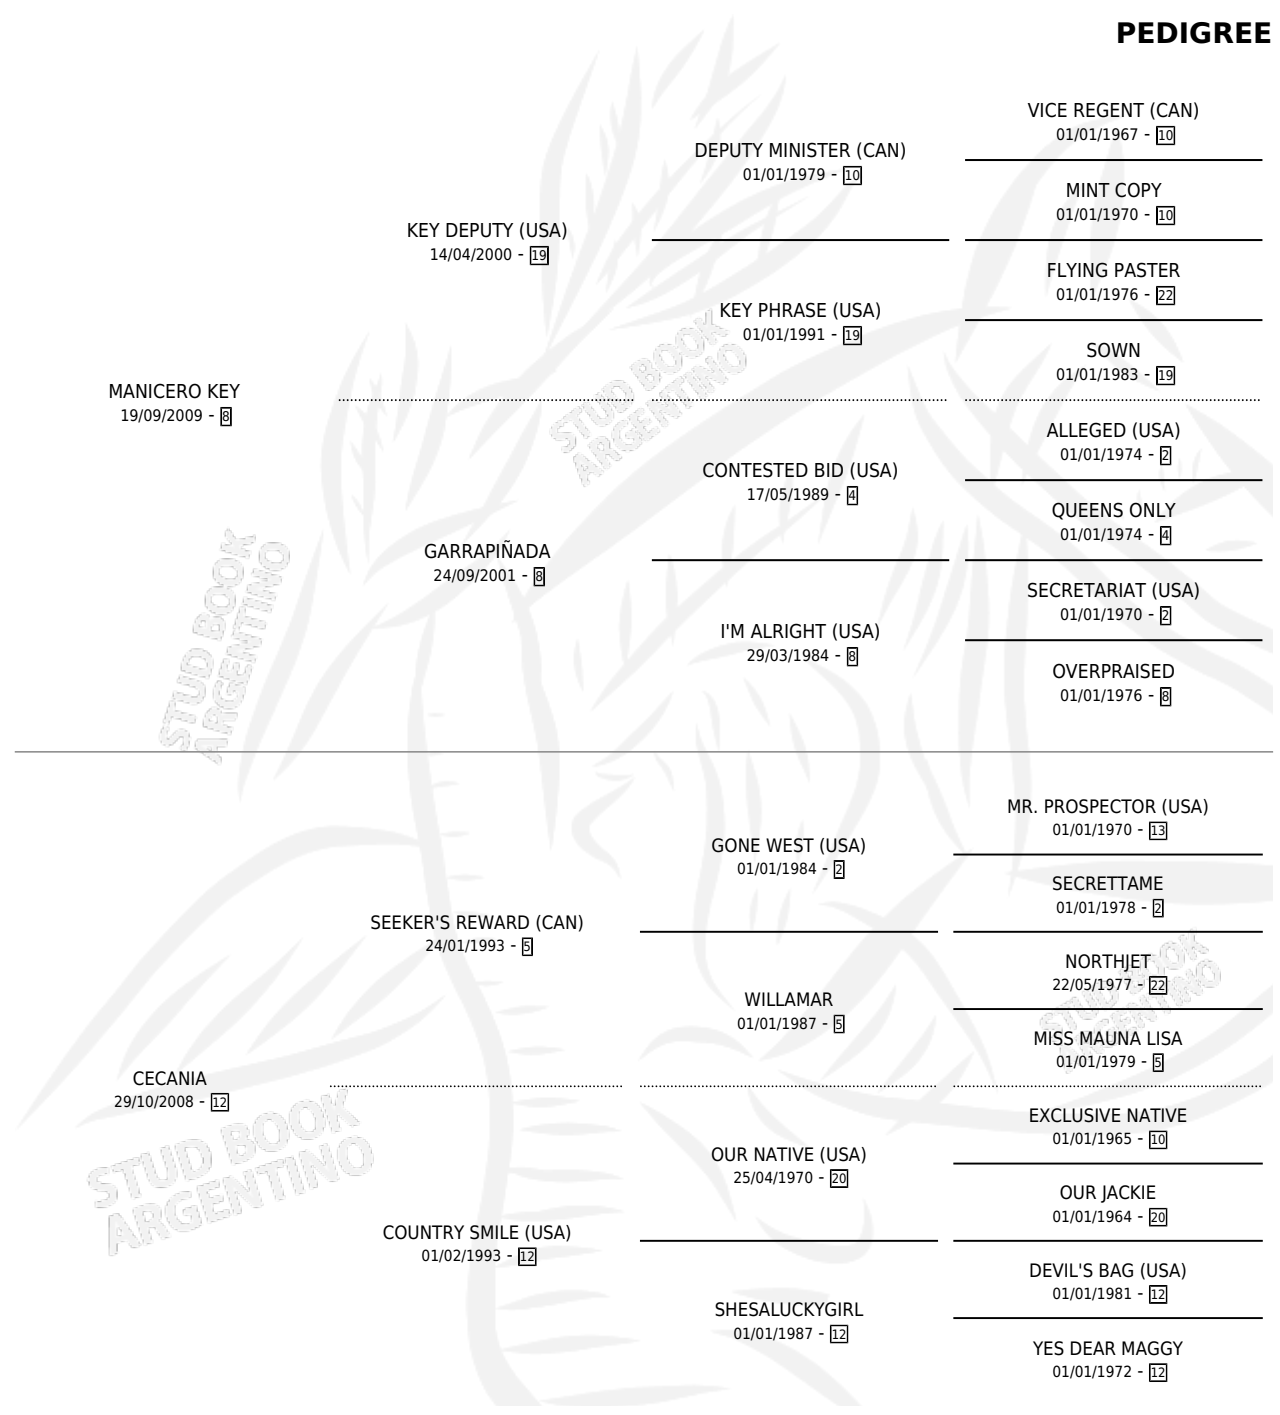 PEDIGREE
MANICERO KEY
19/09/2009 - 8
KEY DEPUTY (USA)
14/04/2000 - 19
GARRAPIÑADA
24/09/2001 - 8
DEPUTY MINISTER (CAN)
01/01/1979 - 10
KEY PHRASE (USA)
01/01/1991 - 19
CONTESTED BID (USA)
17/05/1989 - 4
I'M ALRIGHT (USA)
29/03/1984 - 8
VICE REGENT (CAN)
01/01/1967 - 10
MINT COPY
01/01/1970 - 10
FLYING PASTER
01/01/1976 - 22
SOWN
01/01/1983 - 19
ALLEGED (USA)
01/01/1974 - 2
QUEENS ONLY
01/01/1974 - 4
SECRETARIAT (USA)
01/01/1970 - 2
OVERPRAISED
01/01/1976 - 8
CECANIA
29/10/2008 - 12
SEEKER'S REWARD (CAN)
24/01/1993 - 5
COUNTRY SMILE (USA)
01/02/1993 - 12
GONE WEST (USA)
01/01/1984 - 2
WILLAMAR
01/01/1987 - 5
OUR NATIVE (USA)
25/04/1970 - 20
SHESALUCKYGIRL
01/01/1987 - 12
MR. PROSPECTOR (USA)
01/01/1970 - 13
SECRETTAME
01/01/1978 - 2
NORTHJET
22/05/1977 - 22
MISS MAUNA LISA
01/01/1979 - 5
EXCLUSIVE NATIVE
01/01/1965 - 10
OUR JACKIE
01/01/1964 - 20
DEVIL'S BAG (USA)
01/01/1981 - 12
YES DEAR MAGGY
01/01/1972 - 12
STUD BOOK
ARGENTINO
STUD BOOK
ARGENTINO
STUD BOOK
ARGENTINO
STUD BOOK
ARGENTINO